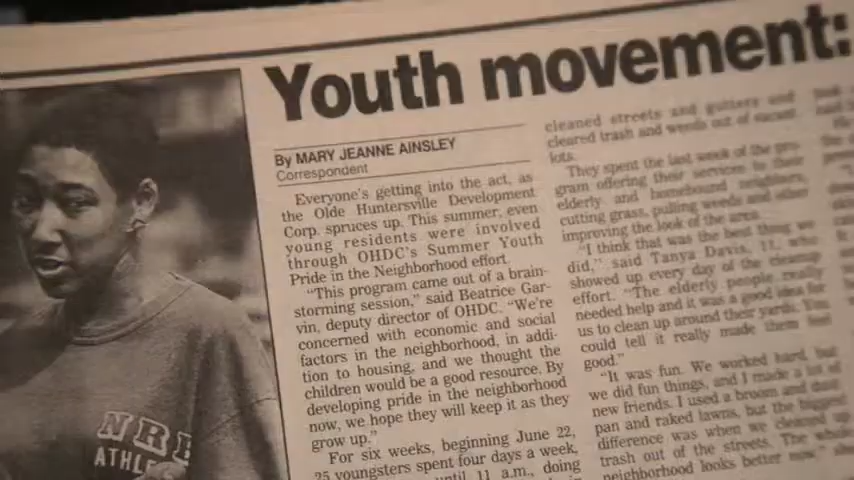 Youth movement:
By MARY JEANNE AINSLEY
Correspondent
Everyone's getting into the act, as
the Olde Huntersville Development
Corp. spruces up. This summer, even
young residents were involved
through OHDC's Summer Youth
Pride in the Neighborhood effort.
"This program came out of a brain-
storming session," said Beatrice Gar-
vin, deputy director of OHDC. "We're
concerned with economic and social
factors in the neighborhood, in addi-
tion to housing, and we thought the
children would be a good resource. By
developing pride in the neighborhood
now, we hope they will keep it as they
grow up."
For six weeks, beginning June 22,
25 youngsters spent four days a week,
until 11 a.m., doing
cleaned streets and gutters and
cleared trash and weeds out of vacant
lots.
They spent the last week of the pro-
gram offering their services to their
elderly and homebound neighbors,
cutting grass, pulling weeds and
improving the look of the area.
"I think that was the best thing we
did," said Tanya Davis, 11, who
showed up every day of the cleanup
effort. "The elderly people really
needed help and it was a good idea for
us to clean up around their yards. You
could tell it really made them feel
good."
"It was fun. We worked hard, but
we did fun things, and I made a lot of
new friends. I used a broom and dust
pan and raked lawns, but the biggest
difference was when we cleaned up
trash out of the streets. The whole
neighborhood looks better now,"
NR
ATHL